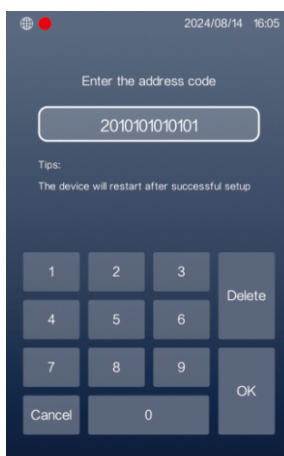 2024/08/14 16:05
Enter the address code
2010101010101
Tips:
The device will restart after successful setup
1 2 3
Delete
4 5 6
7 8 9
OK
Cancel 0